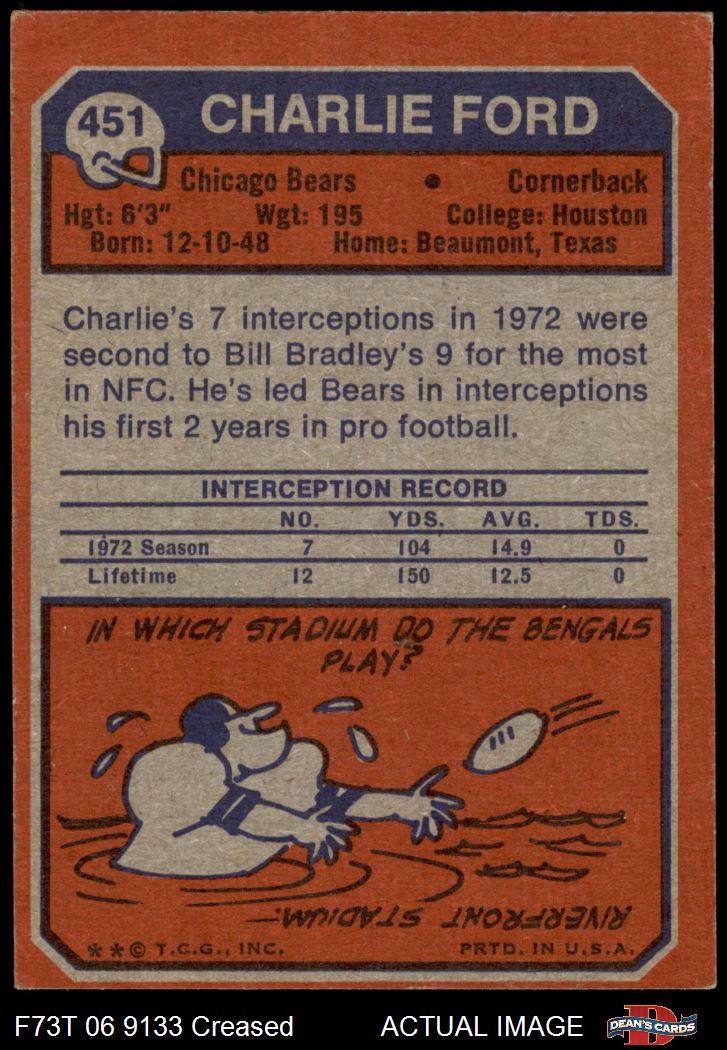 451
CHARLIE FORD
Chicago Bears • Cornerback
Hgt: 6'3" Wgt: 195 College: Houston
Born: 12-10-48 Home: Beaumont, Texas
Charlie's 7 interceptions in 1972 were
second to Bill Bradley's 9 for the most
in NFC. He's led Bears in interceptions
his first 2 years in pro football.
INTERCEPTION RECORD
NO. YDS. AVG. TDS.
1972 Season 7 104 14.9 0
Lifetime 12 150 12.5 0
IN WHICH STADIUM DO THE BENGALS
PLAY?
RIVERFRONT STADIUM.
**© T.C.G., INC. PRTD. IN U.S.A.
F73T 06 9133 Creased ACTUAL IMAGE
D
DEAN'S CARDS